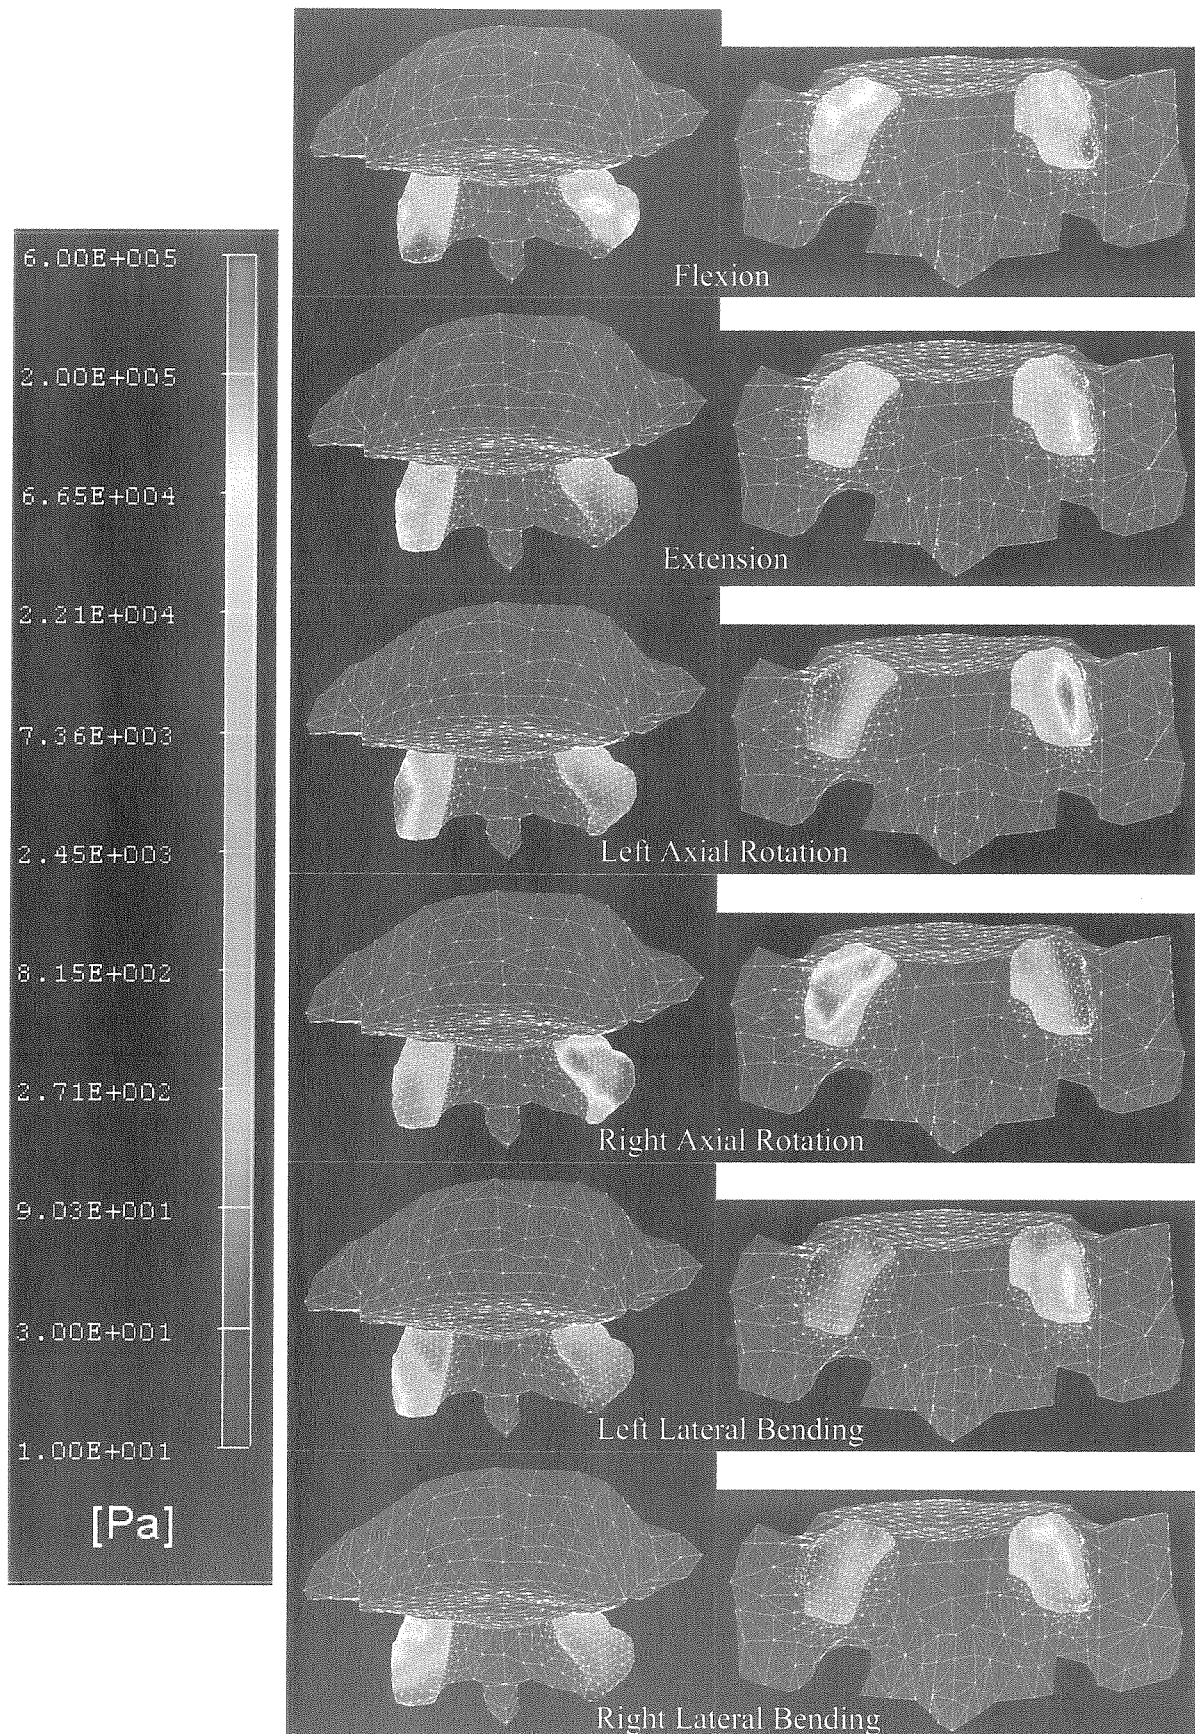 6.00E+005
2.00E+005
6.65E+004
2.21E+004
7.36E+003
2.45E+003
8.15E+002
2.71E+002
9.03E+001
3.00E+001
1.00E+001
[Pa]
Flexion
Extension
Left Axial Rotation
Right Axial Rotation
Left Lateral Bending
Right Lateral Bending